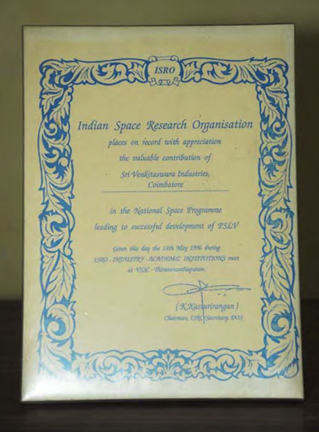 ISRO
Indian Space Research Organisation
places on record with appreciation
the valuable contribution of
Sri Venkateswara Industries,
Coimbatore
in the National Space Programme
leading to successful development of PSLV
Given this day the 14th May 1996 during
ISRO - INDUSTRY - ACADEMIC INSTITUTIONS meet
at VSSC - Thiruvananthapuram.
( K.Kasturirangan )
Chairman, ISRO/Secretary, DOS